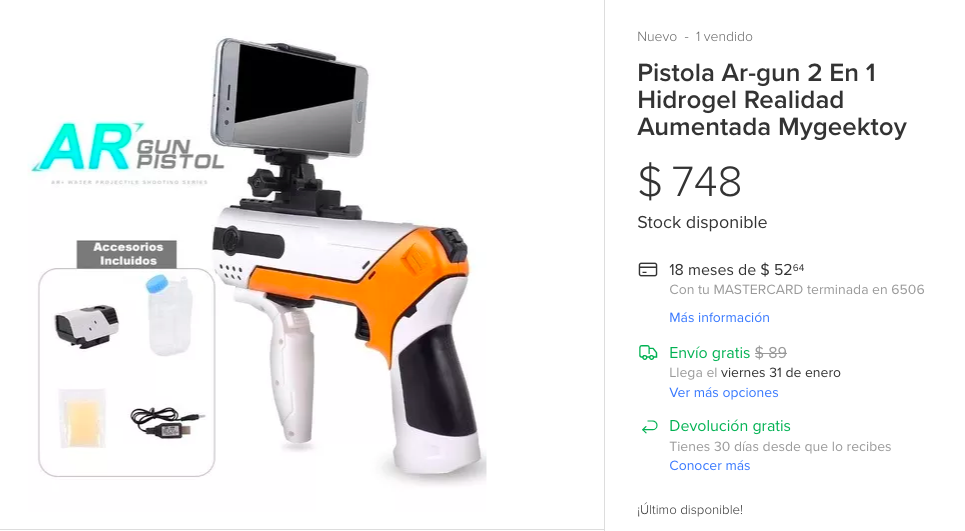 Nuevo - 1 vendido
Pistola Ar-gun 2 En 1
Hidrogel Realidad
Aumentada Mygeektoy
$ 748
Stock disponible
18 meses de $ 52⁶⁴
Con tu MASTERCARD terminada en 6506
Más información
Envío gratis $ 89
Llega el viernes 31 de enero
Ver más opciones
Devolución gratis
Tienes 30 días desde que lo recibes
Conocer más
¡Último disponible!
AR GUN
PISTOL
AR+ WATER PROJECTILE SHOOTING SERIES
Accesorios
Incluidos